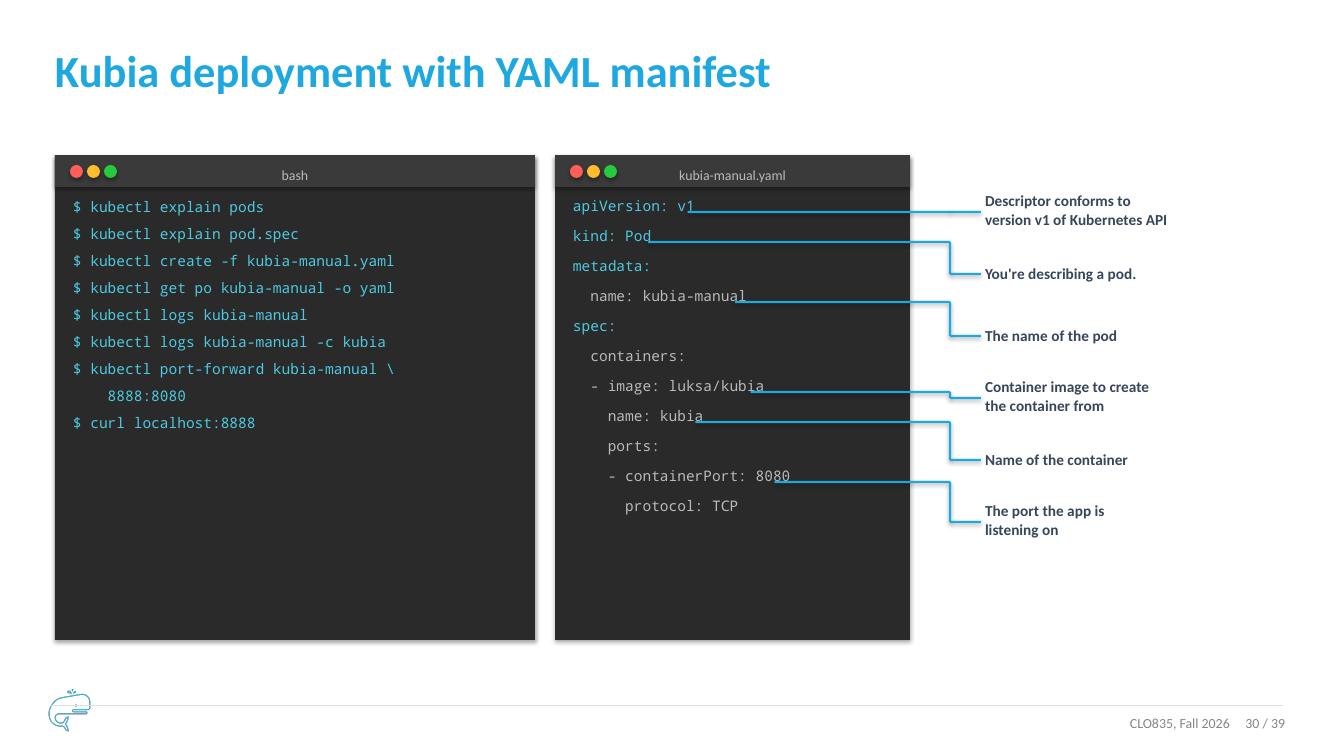 Kubia deployment with YAML manifest
bash
$ kubectl explain pods
$ kubectl explain pod.spec
$ kubectl create -f kubia-manual.yaml
$ kubectl get po kubia-manual -o yaml
$ kubectl logs kubia-manual
$ kubectl logs kubia-manual -c kubia
$ kubectl port-forward kubia-manual \
    8888:8080
$ curl localhost:8888
kubia-manual.yaml
apiVersion: v1
kind: Pod
metadata:
  name: kubia-manual
spec:
  containers:
  - image: luksa/kubia
    name: kubia
    ports:
    - containerPort: 8080
      protocol: TCP
Descriptor conforms to
version v1 of Kubernetes API
You're describing a pod.
The name of the pod
Container image to create
the container from
Name of the container
The port the app is
listening on
CLO835, Fall 2026 30 / 39